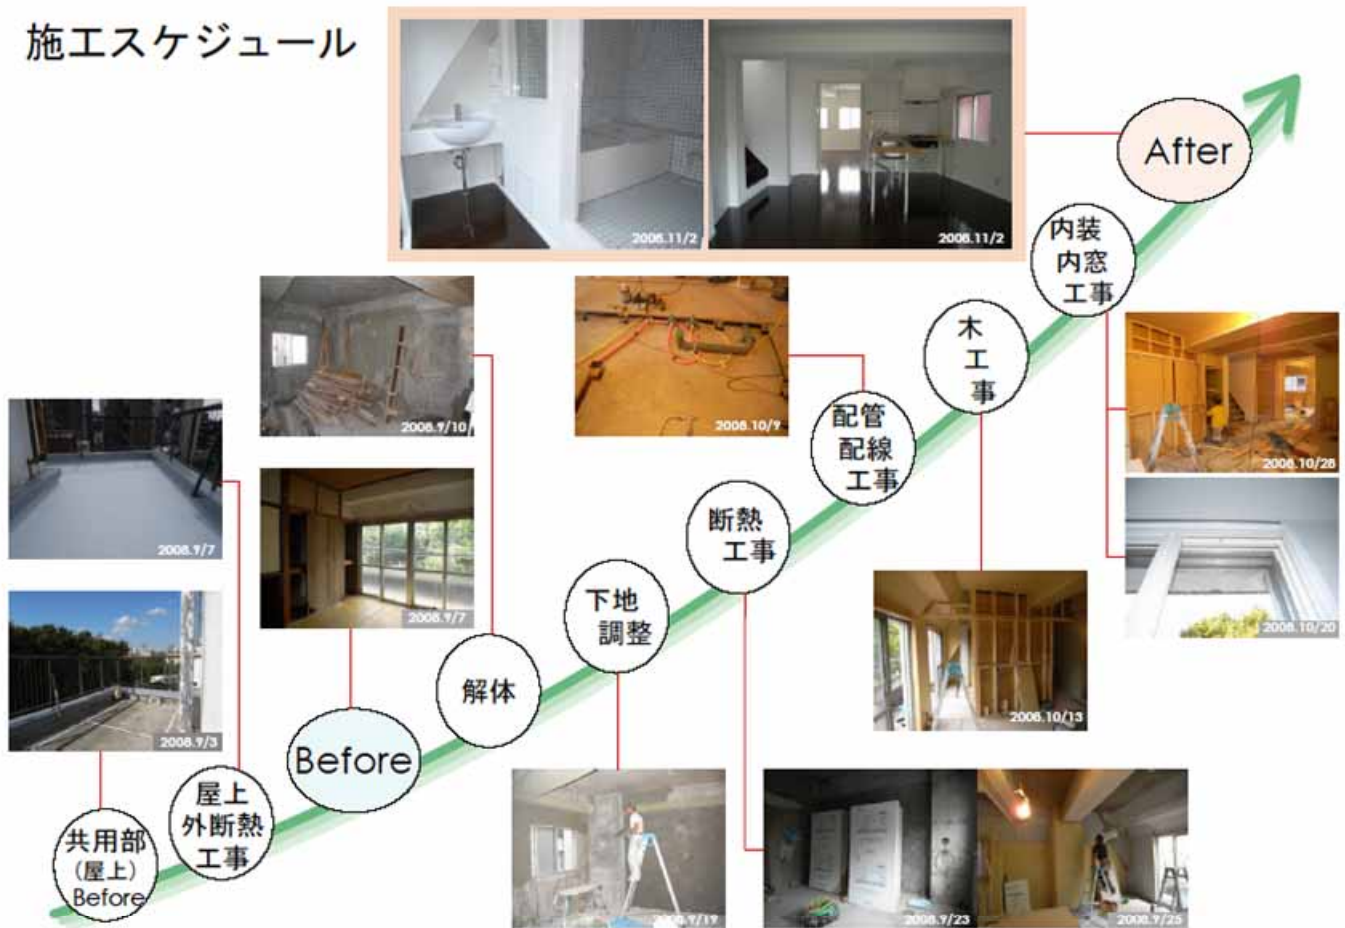 施工スケジュール
2008.11/2
2008.11/2
After
内装
内窓
工事
2008.9/10
2008.10/9
木
工
事
2008.10/28
配管
配線
工事
2008.9/7
2008.9/7
断熱
工事
2008.10/20
下地
調整
2008.9/3
解体
2008.10/13
Before
屋上
外断熱
工事
共用部
(屋上)
Before
2008.9/19
2008.9/23
2008.9/25